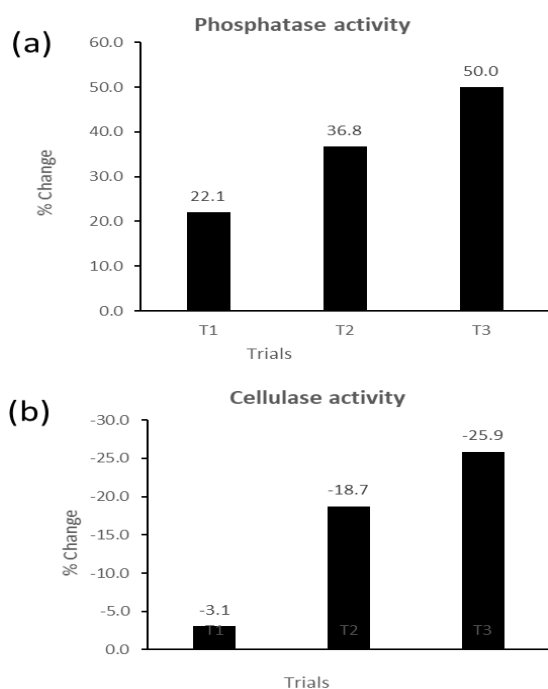 Phosphatase activity
(a)
60.0
50.0
40.0
30.0
20.0
10.0
0.0
% Change
22.1
36.8
50.0
T1 T2 T3
Trials
Cellulase activity
(b)
-30.0
-25.0
-20.0
-15.0
-10.0
-5.0
0.0
% Change
-3.1
-18.7
-25.9
T1 T2 T3
Trials